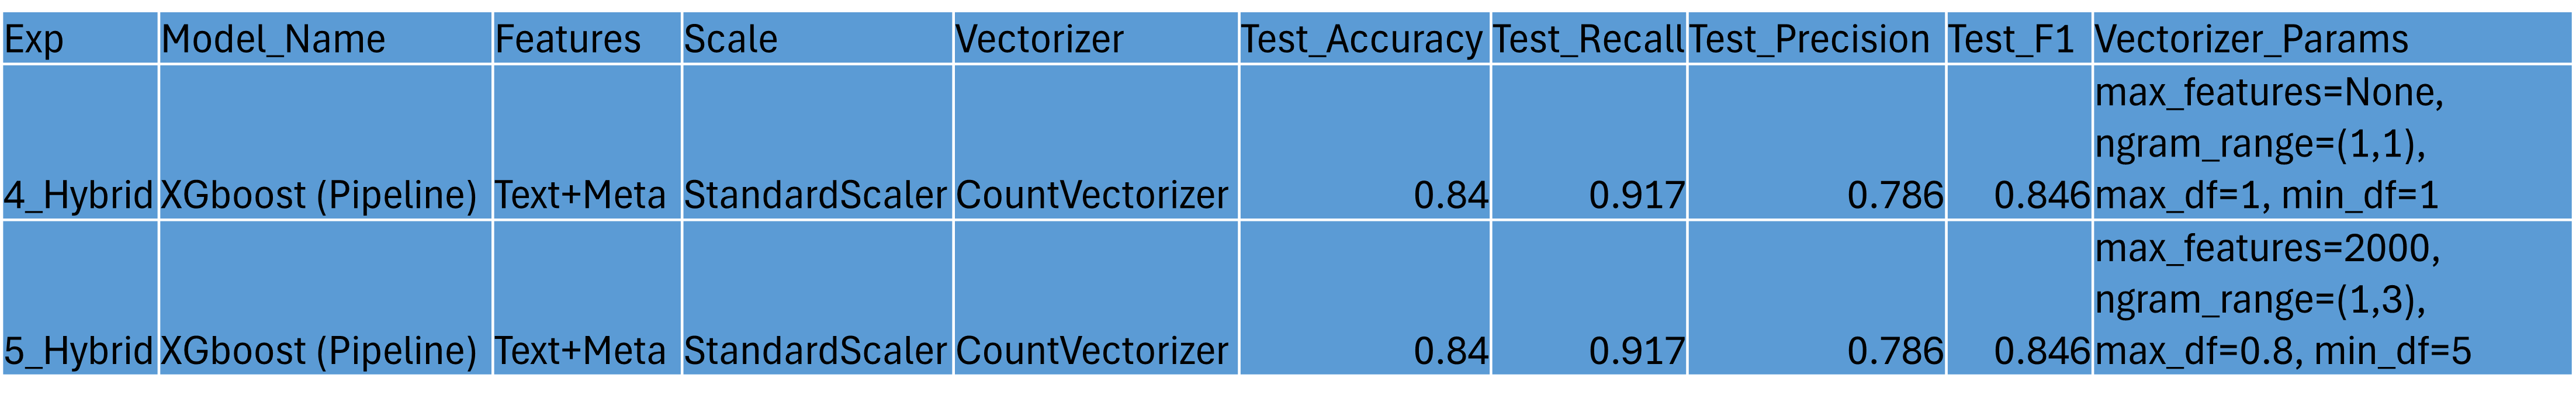 Exp Model_Name Features Scale Vectorizer Test_Accuracy Test_Recall Test_Precision Test_F1 Vectorizer_Params
max_features=None,
ngram_range=(1,1),
4_Hybrid XGboost (Pipeline) Text+Meta StandardScaler CountVectorizer 0.84 0.917 0.786 0.846 max_df=1, min_df=1
max_features=2000,
ngram_range=(1,3),
5_Hybrid XGboost (Pipeline) Text+Meta StandardScaler CountVectorizer 0.84 0.917 0.786 0.846 max_df=0.8, min_df=5